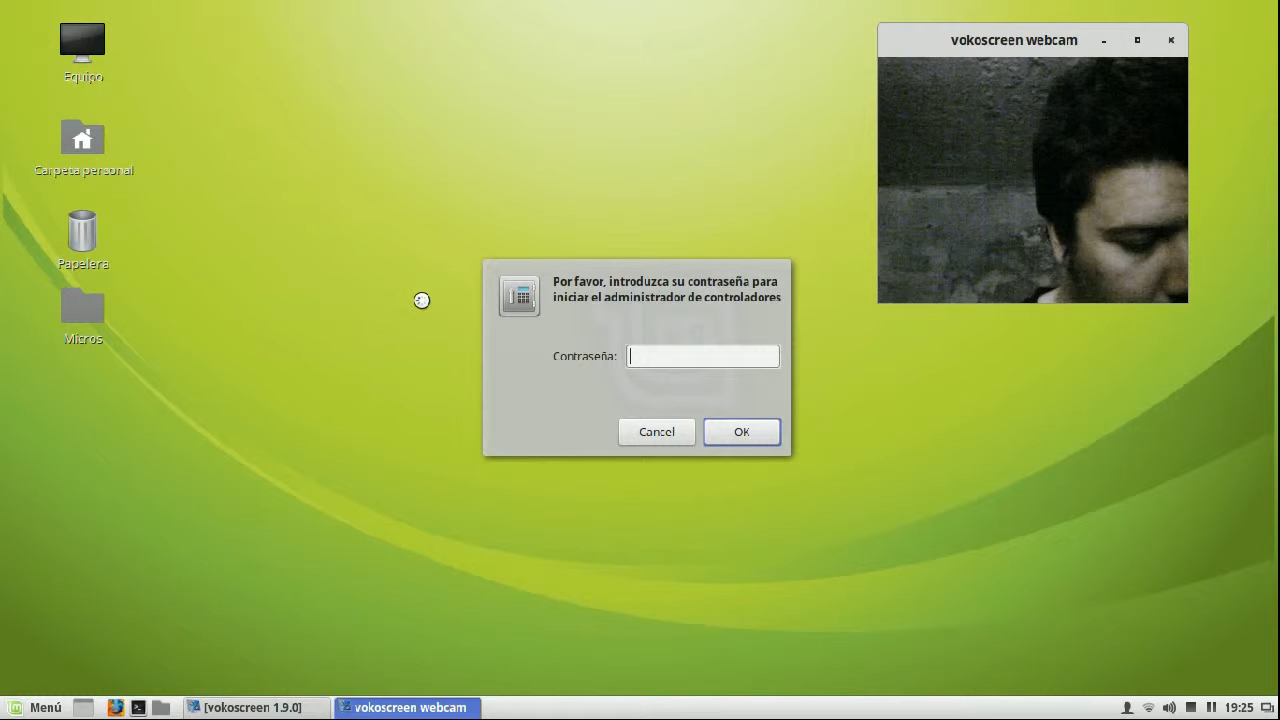 Equipo
Carpeta personal
Papelera
Micros
vokoscreen webcam
Por favor, introduzca su contraseña para
iniciar el administrador de controladores
Contraseña:
Cancel
OK
Menú
[vokoscreen 1.9.0]
vokoscreen webcam
19:25